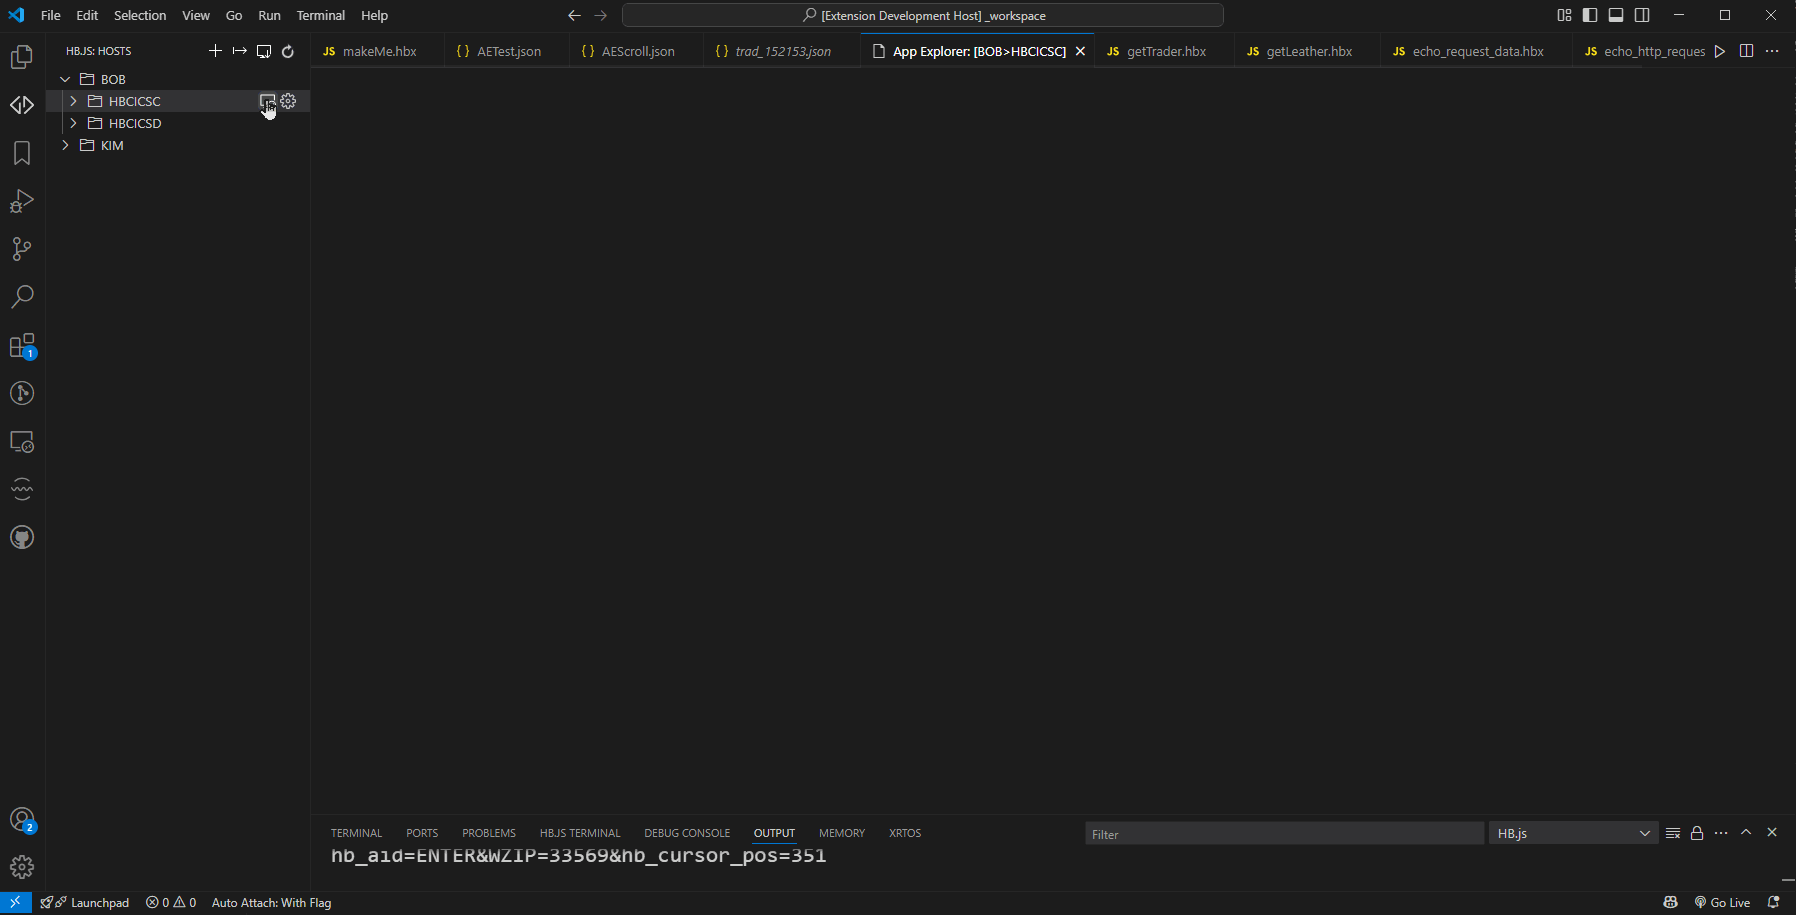 File Edit Selection View Go Run Terminal Help
[Extension Development Host] _workspace
HBJS: HOSTS
JS makeMe.hbx
{ } AETest.json
{ } AEScroll.json
{ } trad_152153.json
App Explorer: [BOB>HBCICSC]
JS getTrader.hbx
JS getLeather.hbx
JS echo_request_data.hbx
JS echo_http_reques
BOB
HBCICSC
HBCICSD
KIM
1
2
TERMINAL PORTS PROBLEMS HBJS TERMINAL DEBUG CONSOLE OUTPUT MEMORY XRTOS
Filter
HB.js
hb_aid=ENTER&WZIP=33569&hb_cursor_pos=351
Launchpad 0 0 Auto Attach: With Flag
Go Live